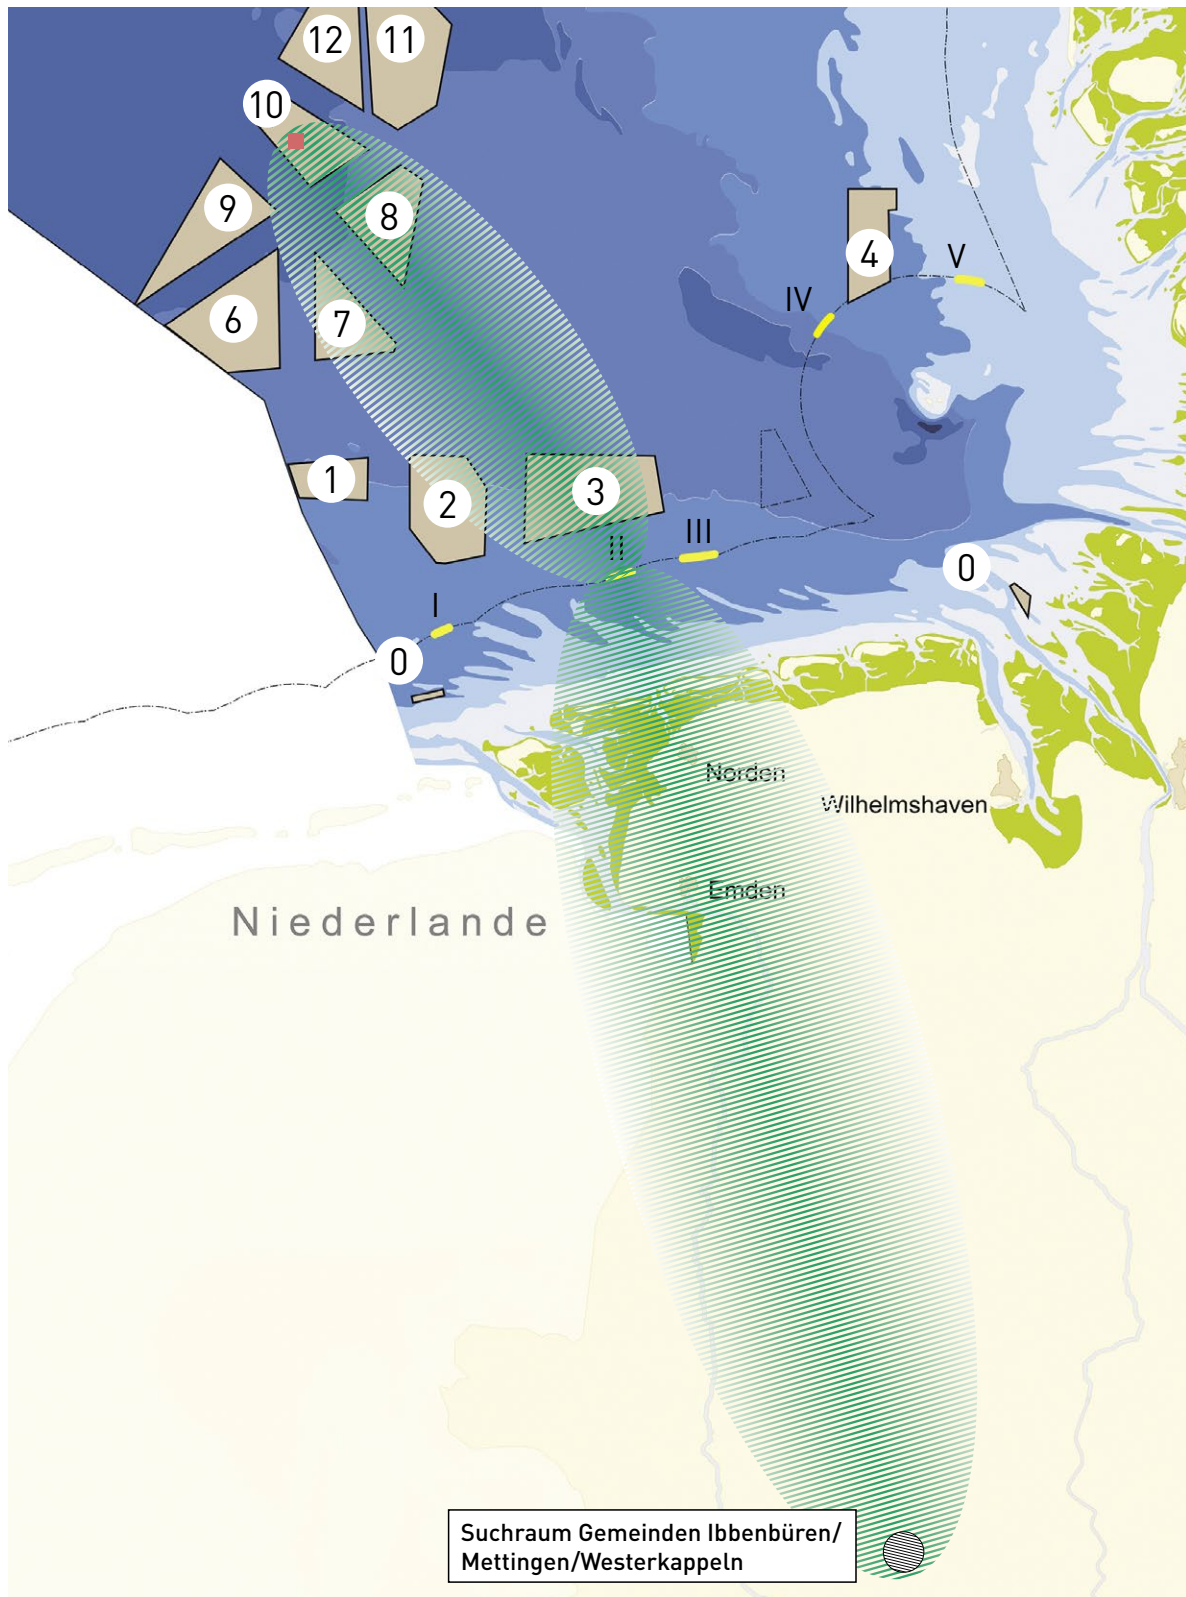 12
11
10
9
8
4
V
IV
6
7
1
2
3
II
III
0
I
0
Norden
Wilhelmshaven
Emden
Niederlande
Suchraum Gemeinden Ibbenbüren/
Mettingen/Westerkappeln